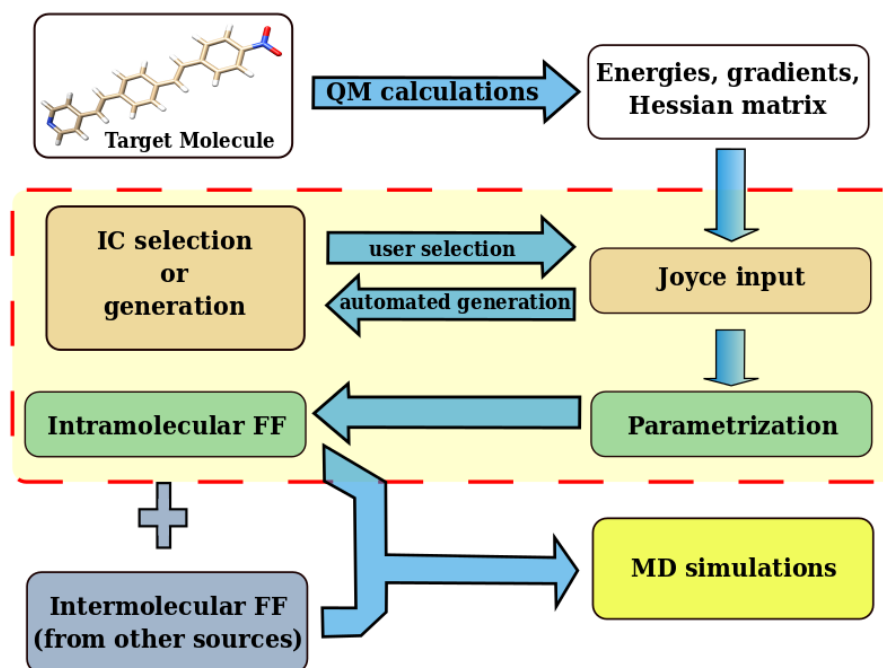 Target Molecule
QM calculations
Energies, gradients,
Hessian matrix
IC selection
or
generation
user selection
automated generation
Joyce input
Intramolecular FF
Parametrization
Intermolecular FF
(from other sources)
MD simulations